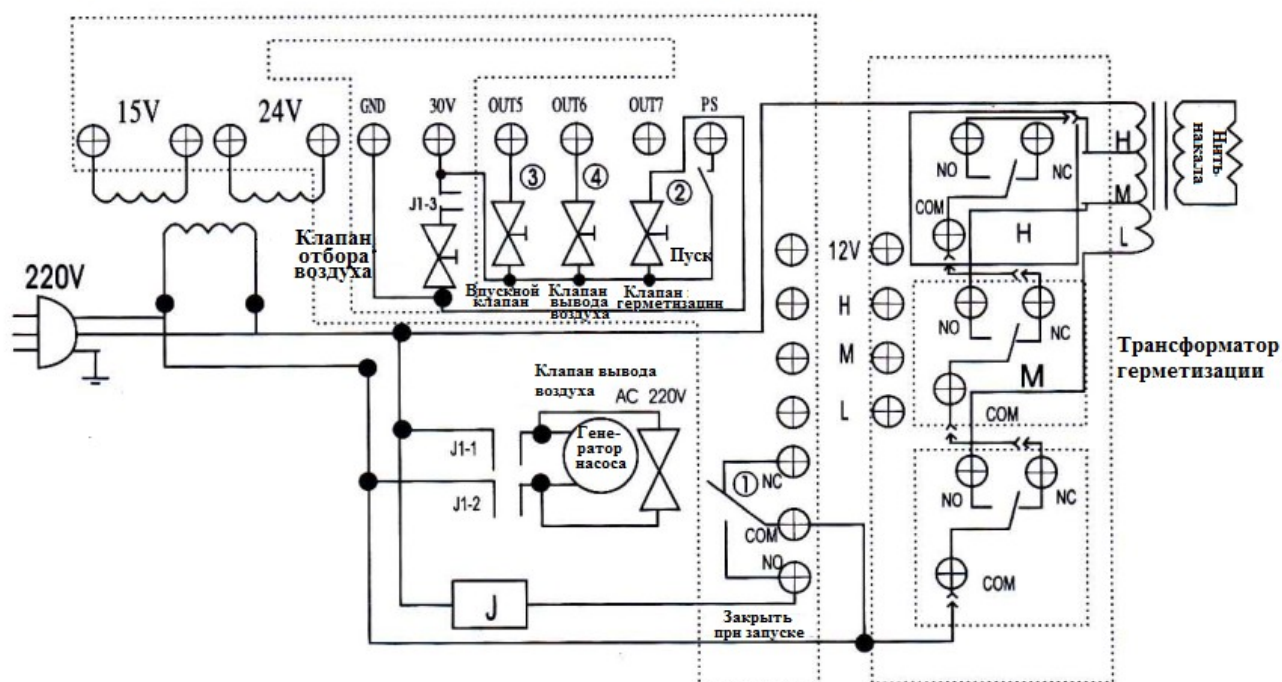 15V
24V
GND
30V
OUT5
OUT6
OUT7
PS
J1-3
③
④
②
Клапан
отбора
воздуха
Пуск
Впускной
клапан
Клапан
вывода
воздуха
Клапан
герметизации
220V
H
M
L
Нить
накала
NO
NC
COM
H
12V
H
M
L
NO
NC
M
COM
Трансформатор
герметизации
Клапан вывода
воздуха
AC 220V
Гене-
ратор
насоса
J1-1
J1-2
①
NC
COM
NO
NO
NC
COM
J
Закрыть
при запуске